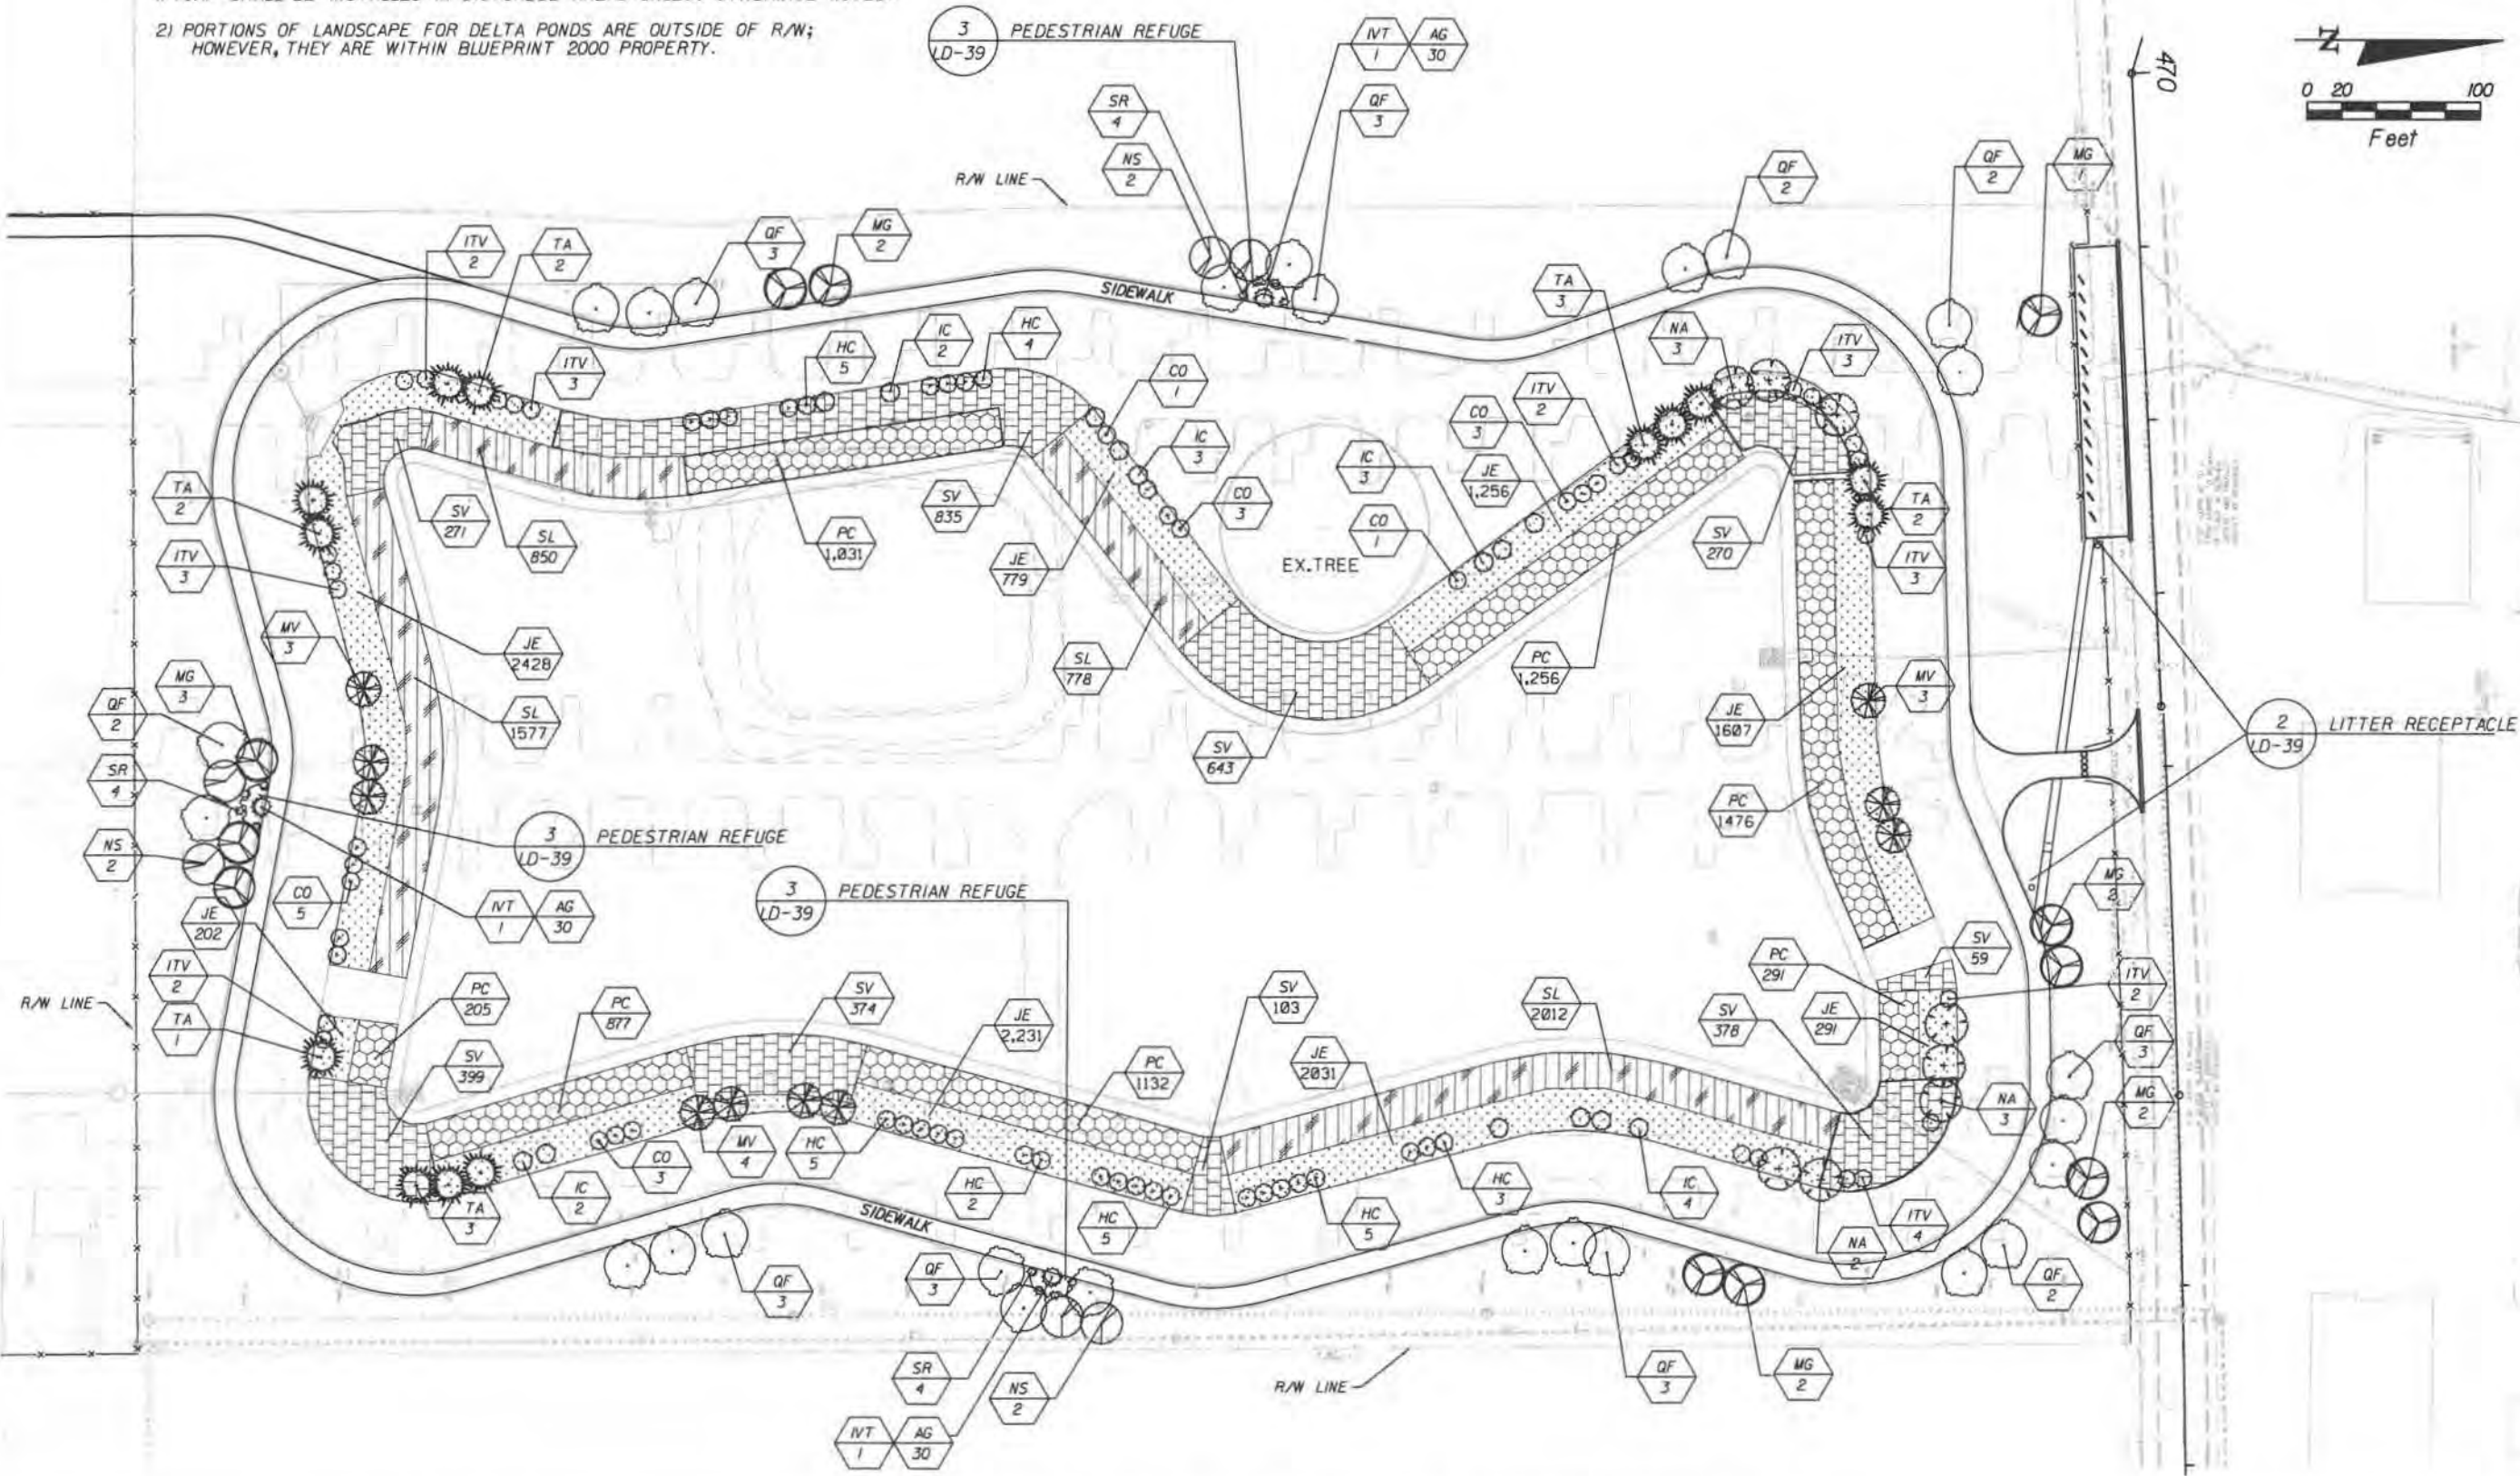 2) PORTIONS OF LANDSCAPE FOR DELTA PONDS ARE OUTSIDE OF R/W;
HOWEVER, THEY ARE WITHIN BLUEPRINT 2000 PROPERTY.
3
LD-39
PEDESTRIAN REFUGE
IVT
1
AG
30
N
470
0 20 100
Feet
SR
4
QF
3
NS
2
R/W LINE
QF
2
QF
2
MG
ITV
2
TA
2
QF
3
MG
2
SIDEWALK
TA
3
NA
3
ITV
3
ITV
3
HC
5
IC
2
HC
4
CO
1
ITV
2
CO
3
IC
3
IC
3
JE
1,256
TA
2
SV
271
SL
850
PC
1,031
SV
835
CO
3
CO
1
SV
270
TA
2
ITV
3
JE
779
EX.TREE
ITV
3
MV
3
JE
2428
SL
778
PC
1,256
MV
3
MG
3
QF
2
SL
1577
SV
643
JE
1607
2
LD-39
LITTER RECEPTACLE
SR
4
PC
1476
NS
2
3
LD-39
PEDESTRIAN REFUGE
3
LD-39
PEDESTRIAN REFUGE
CO
5
IVT
1
AG
30
MG
2
JE
202
ITV
2
R/W LINE
TA
1
PC
205
PC
877
SV
374
JE
2,231
SV
103
SL
2012
PC
291
SV
59
ITV
2
SV
378
JE
291
SV
399
PC
1132
JE
2031
QF
3
MG
2
NA
3
TA
3
IC
2
CO
3
MV
4
HC
5
HC
2
HC
5
HC
5
HC
3
IC
4
ITV
4
NA
2
SIDEWALK
QF
3
QF
3
QF
2
SR
4
NS
2
R/W LINE
QF
3
MG
2
IVT
1
AG
30